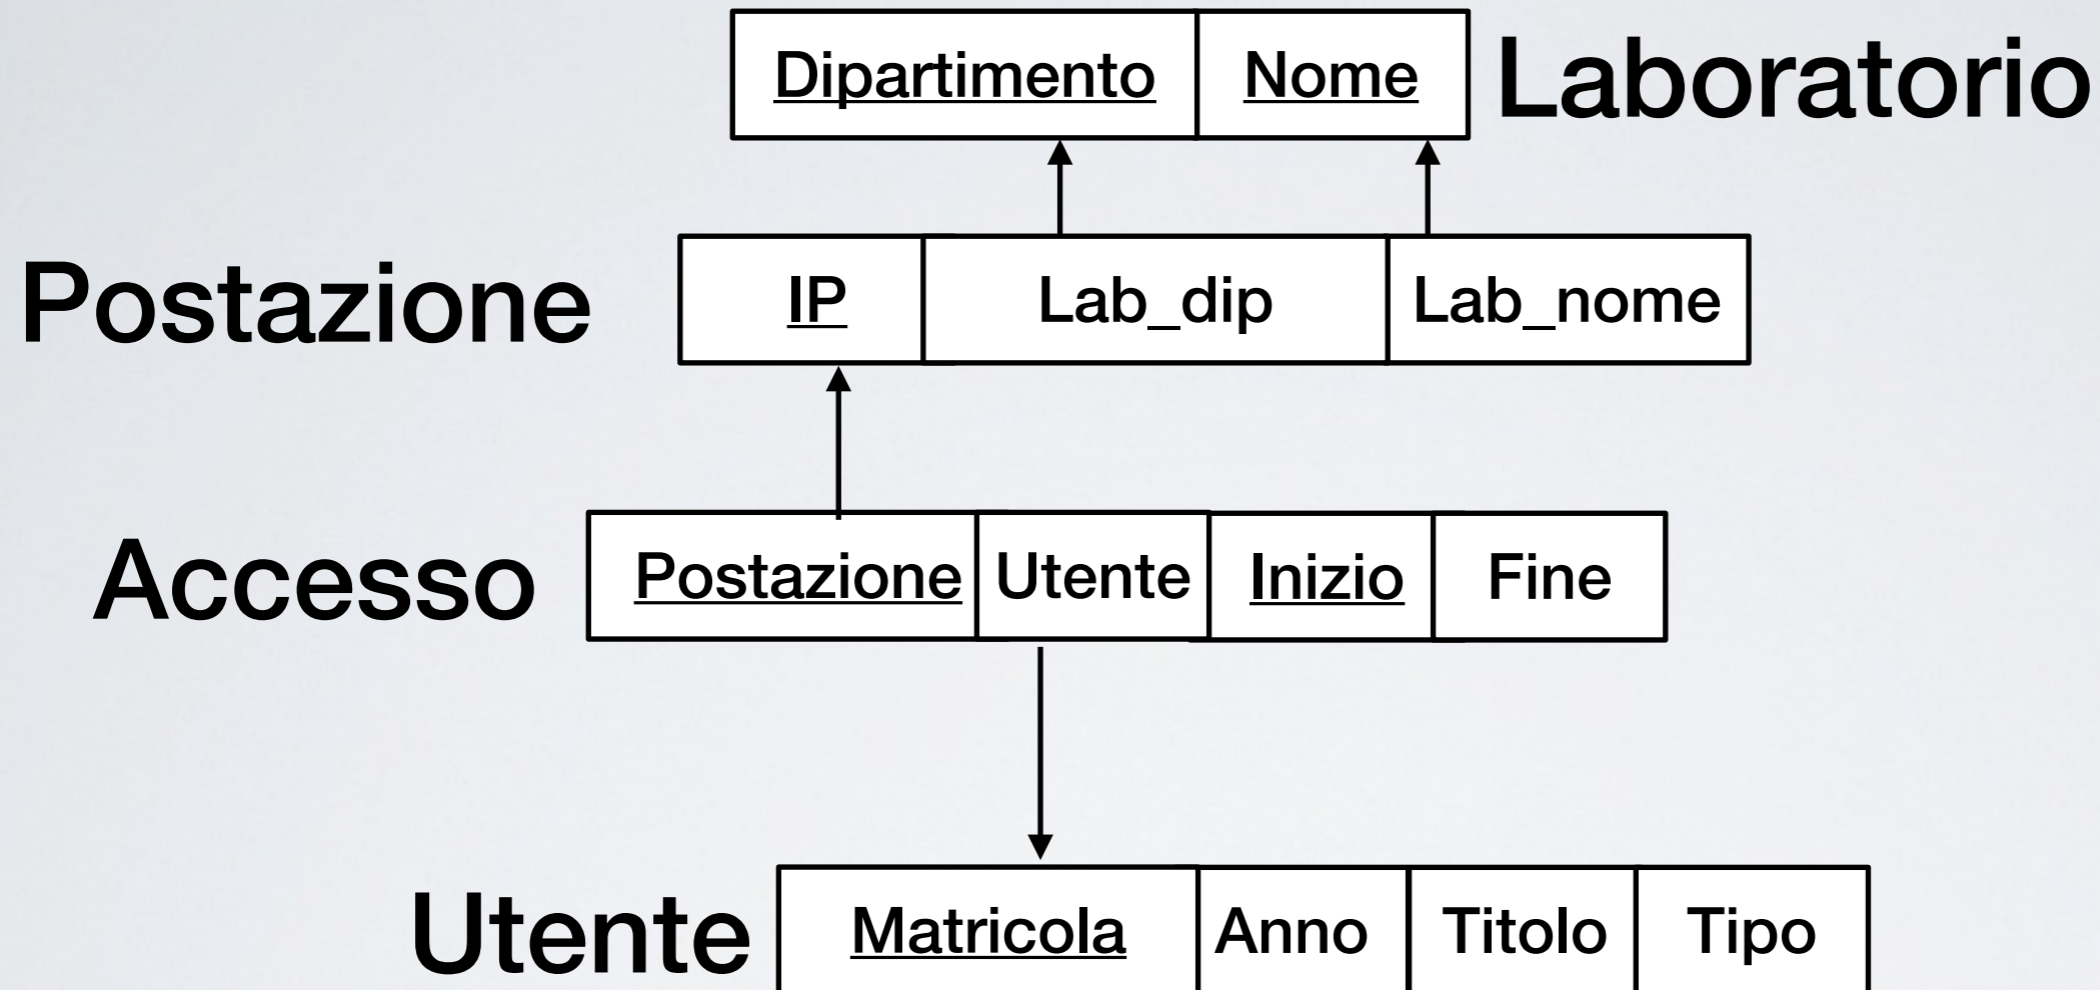 Dipartimento Nome Laboratorio
Postazione IP Lab_dip Lab_nome
Accesso Postazione Utente Inizio Fine
Utente Matricola Anno Titolo Tipo